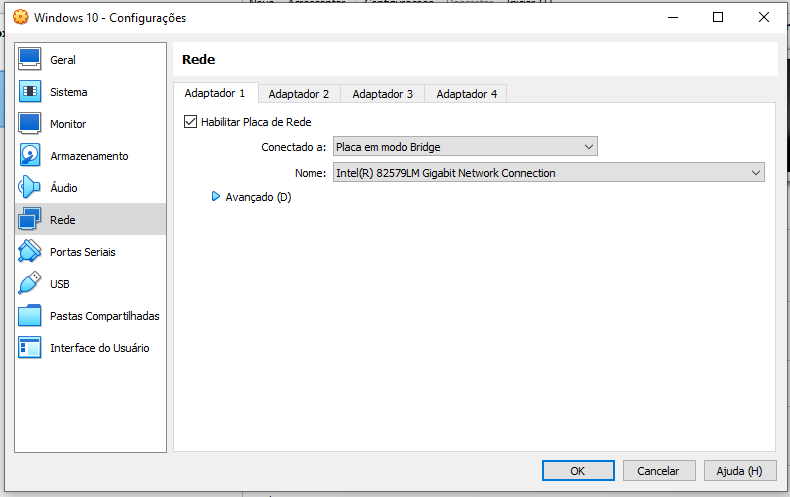 Windows 10 - Configurações
Geral
Sistema
Monitor
Armazenamento
Áudio
Rede
Portas Seriais
USB
Pastas Compartilhadas
Interface do Usuário
Rede
Adaptador 1
Adaptador 2
Adaptador 3
Adaptador 4
Habilitar Placa de Rede
Conectado a: Placa em modo Bridge
Nome: Intel(R) 82579LM Gigabit Network Connection
Avançado (D)
OK
Cancelar
Ajuda (H)